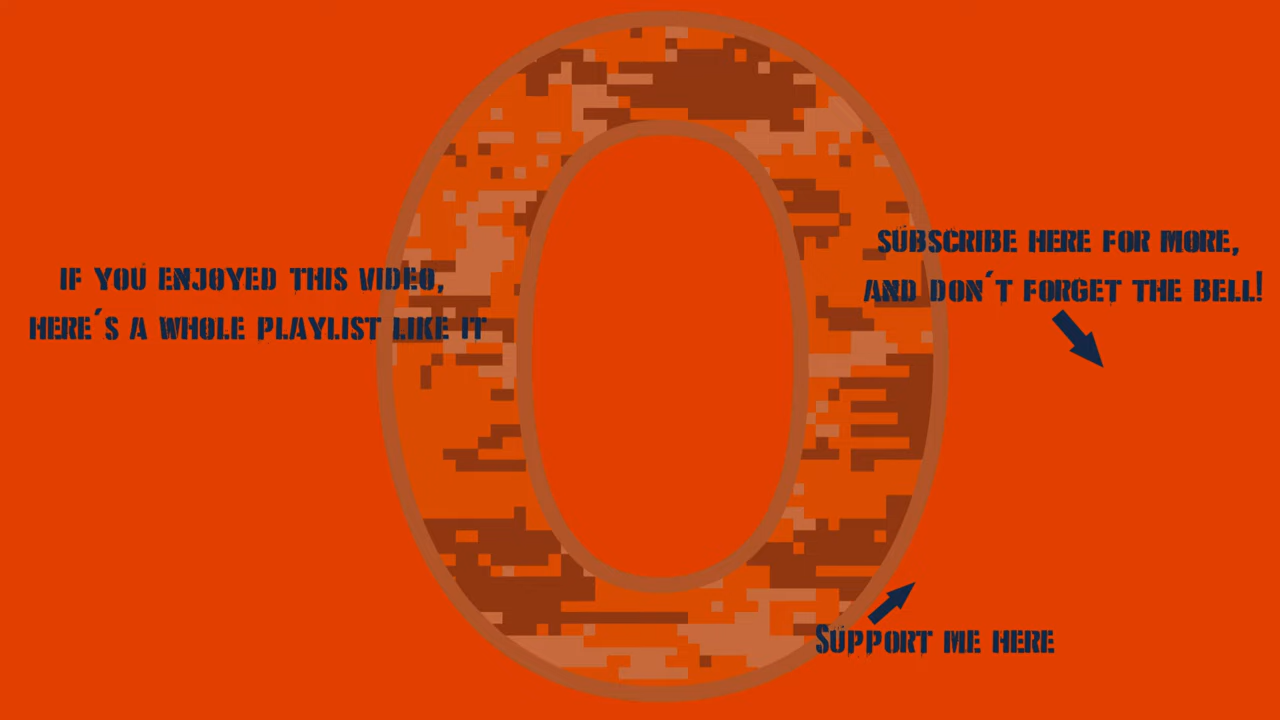 IF YOU ENJOYED THIS VIDEO,
HERE´S A WHOLE PLAYLIST LIKE IT
SUBSCRIBE HERE FOR MORE,
AND DON´T FORGET THE BELL!
SUPPORT ME HERE